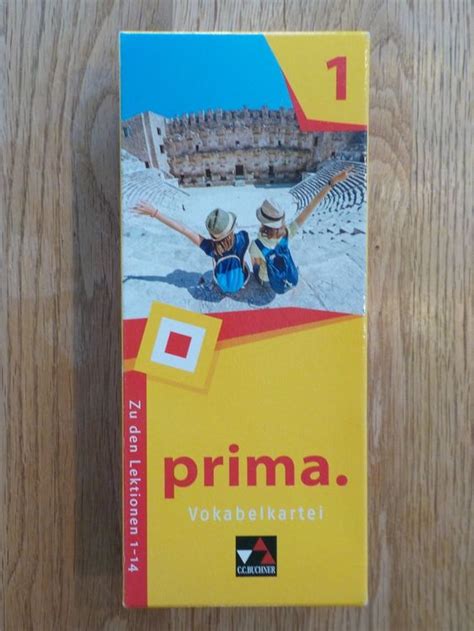 1
Zu den Lektionen 1-14
prima.
Vokabelkartei
C.C.BUCHNER